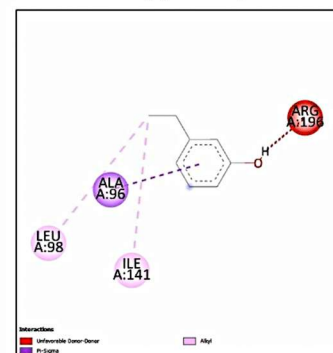 ARG
A:196
H
O
ALA
A:96
LEU
A:98
ILE
A:141
Interactions
Unfavorable Donor-Donor
Alkyl
Pi-Sigma